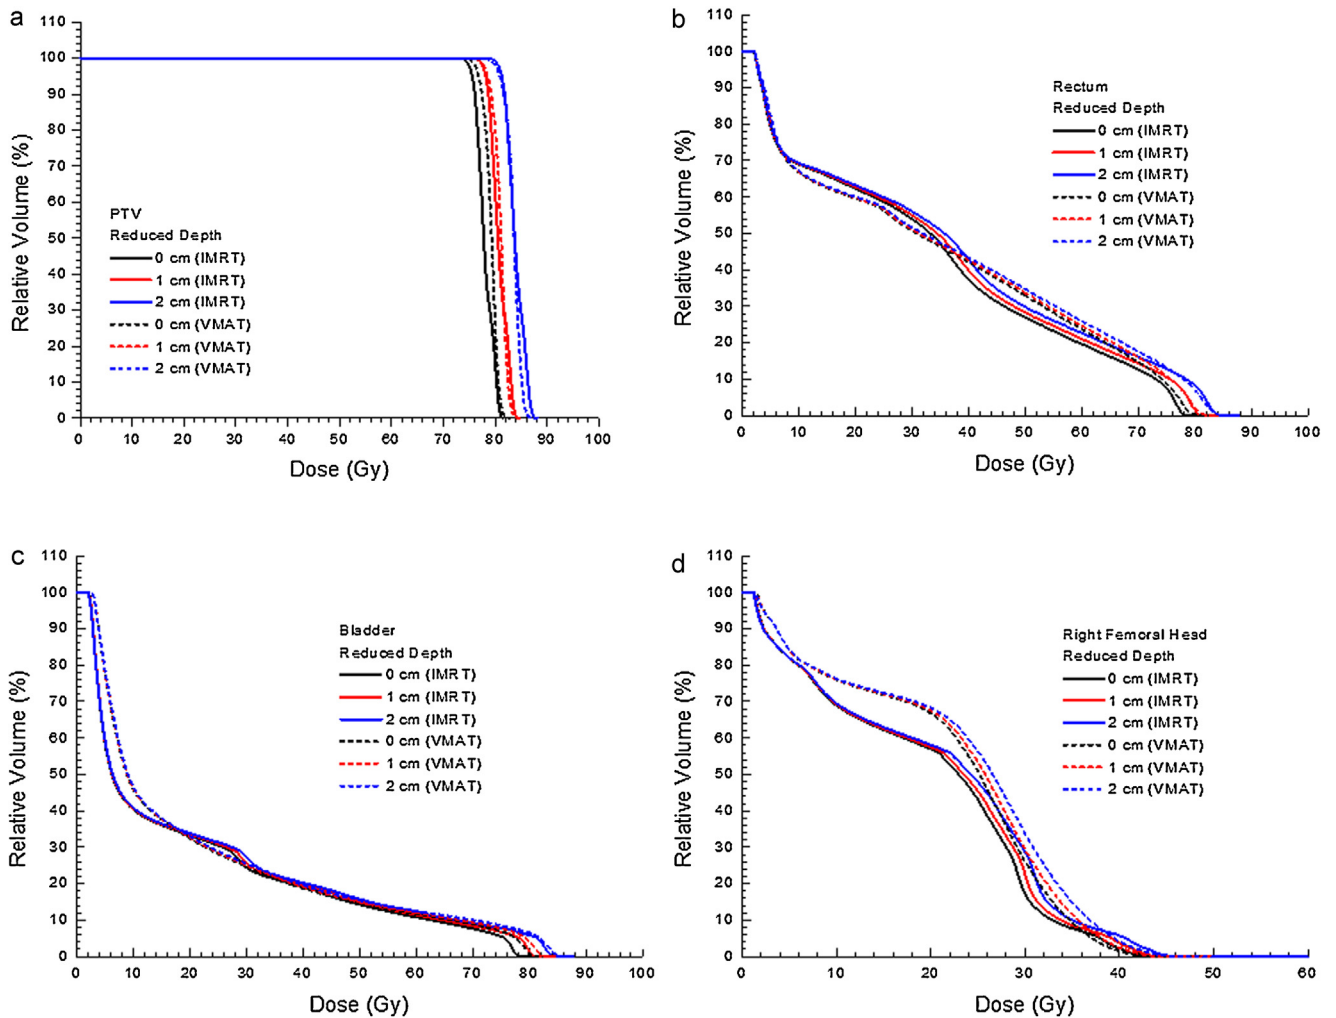 a
110
100
90
80
70
60
50
40
30
20
10
0
Relative Volume (%)
PTV
Reduced Depth
0 cm (IMRT)
1 cm (IMRT)
2 cm (IMRT)
0 cm (VMAT)
1 cm (VMAT)
2 cm (VMAT)
0 10 20 30 40 50 60 70 80 90 100
Dose (Gy)
b
110
100
90
80
70
60
50
40
30
20
10
0
Relative Volume (%)
Rectum
Reduced Depth
0 cm (IMRT)
1 cm (IMRT)
2 cm (IMRT)
0 cm (VMAT)
1 cm (VMAT)
2 cm (VMAT)
0 10 20 30 40 50 60 70 80 90 100
Dose (Gy)
c
110
100
90
80
70
60
50
40
30
20
10
0
Relative Volume (%)
Bladder
Reduced Depth
0 cm (IMRT)
1 cm (IMRT)
2 cm (IMRT)
0 cm (VMAT)
1 cm (VMAT)
2 cm (VMAT)
0 10 20 30 40 50 60 70 80 90 100
Dose (Gy)
d
110
100
90
80
70
60
50
40
30
20
10
0
Relative Volume (%)
Right Femoral Head
Reduced Depth
0 cm (IMRT)
1 cm (IMRT)
2 cm (IMRT)
0 cm (VMAT)
1 cm (VMAT)
2 cm (VMAT)
0 10 20 30 40 50 60
Dose (Gy)